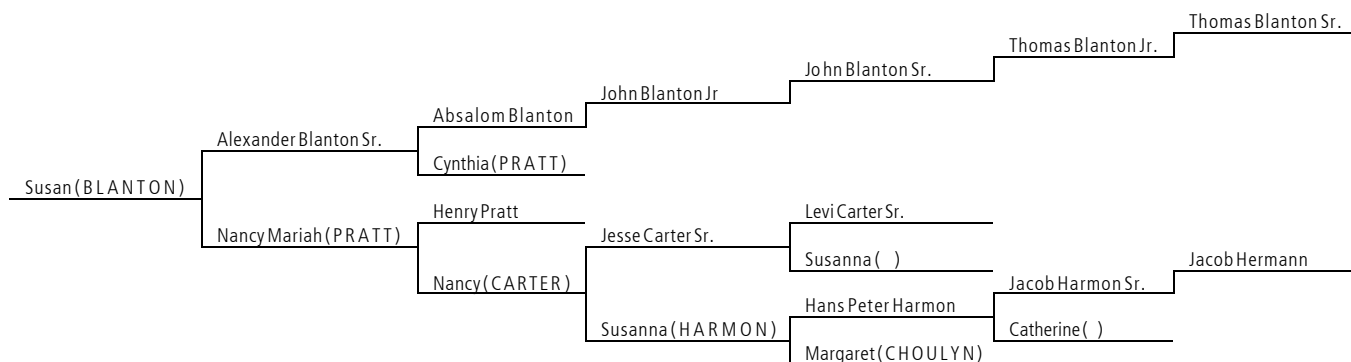 Thomas Blanton Sr.
Thomas Blanton Jr.
John Blanton Sr.
John Blanton Jr
Absalom Blanton
Alexander Blanton Sr.
Cynthia (PRATT)
Susan (BLANTON)
Henry Pratt
Levi Carter Sr.
Nancy Mariah (PRATT)
Jesse Carter Sr.
Susanna ( )
Jacob Hermann
Nancy (CARTER)
Jacob Harmon Sr.
Hans Peter Harmon
Susanna (HARMON)
Catherine ( )
Margaret (CHOULYN)